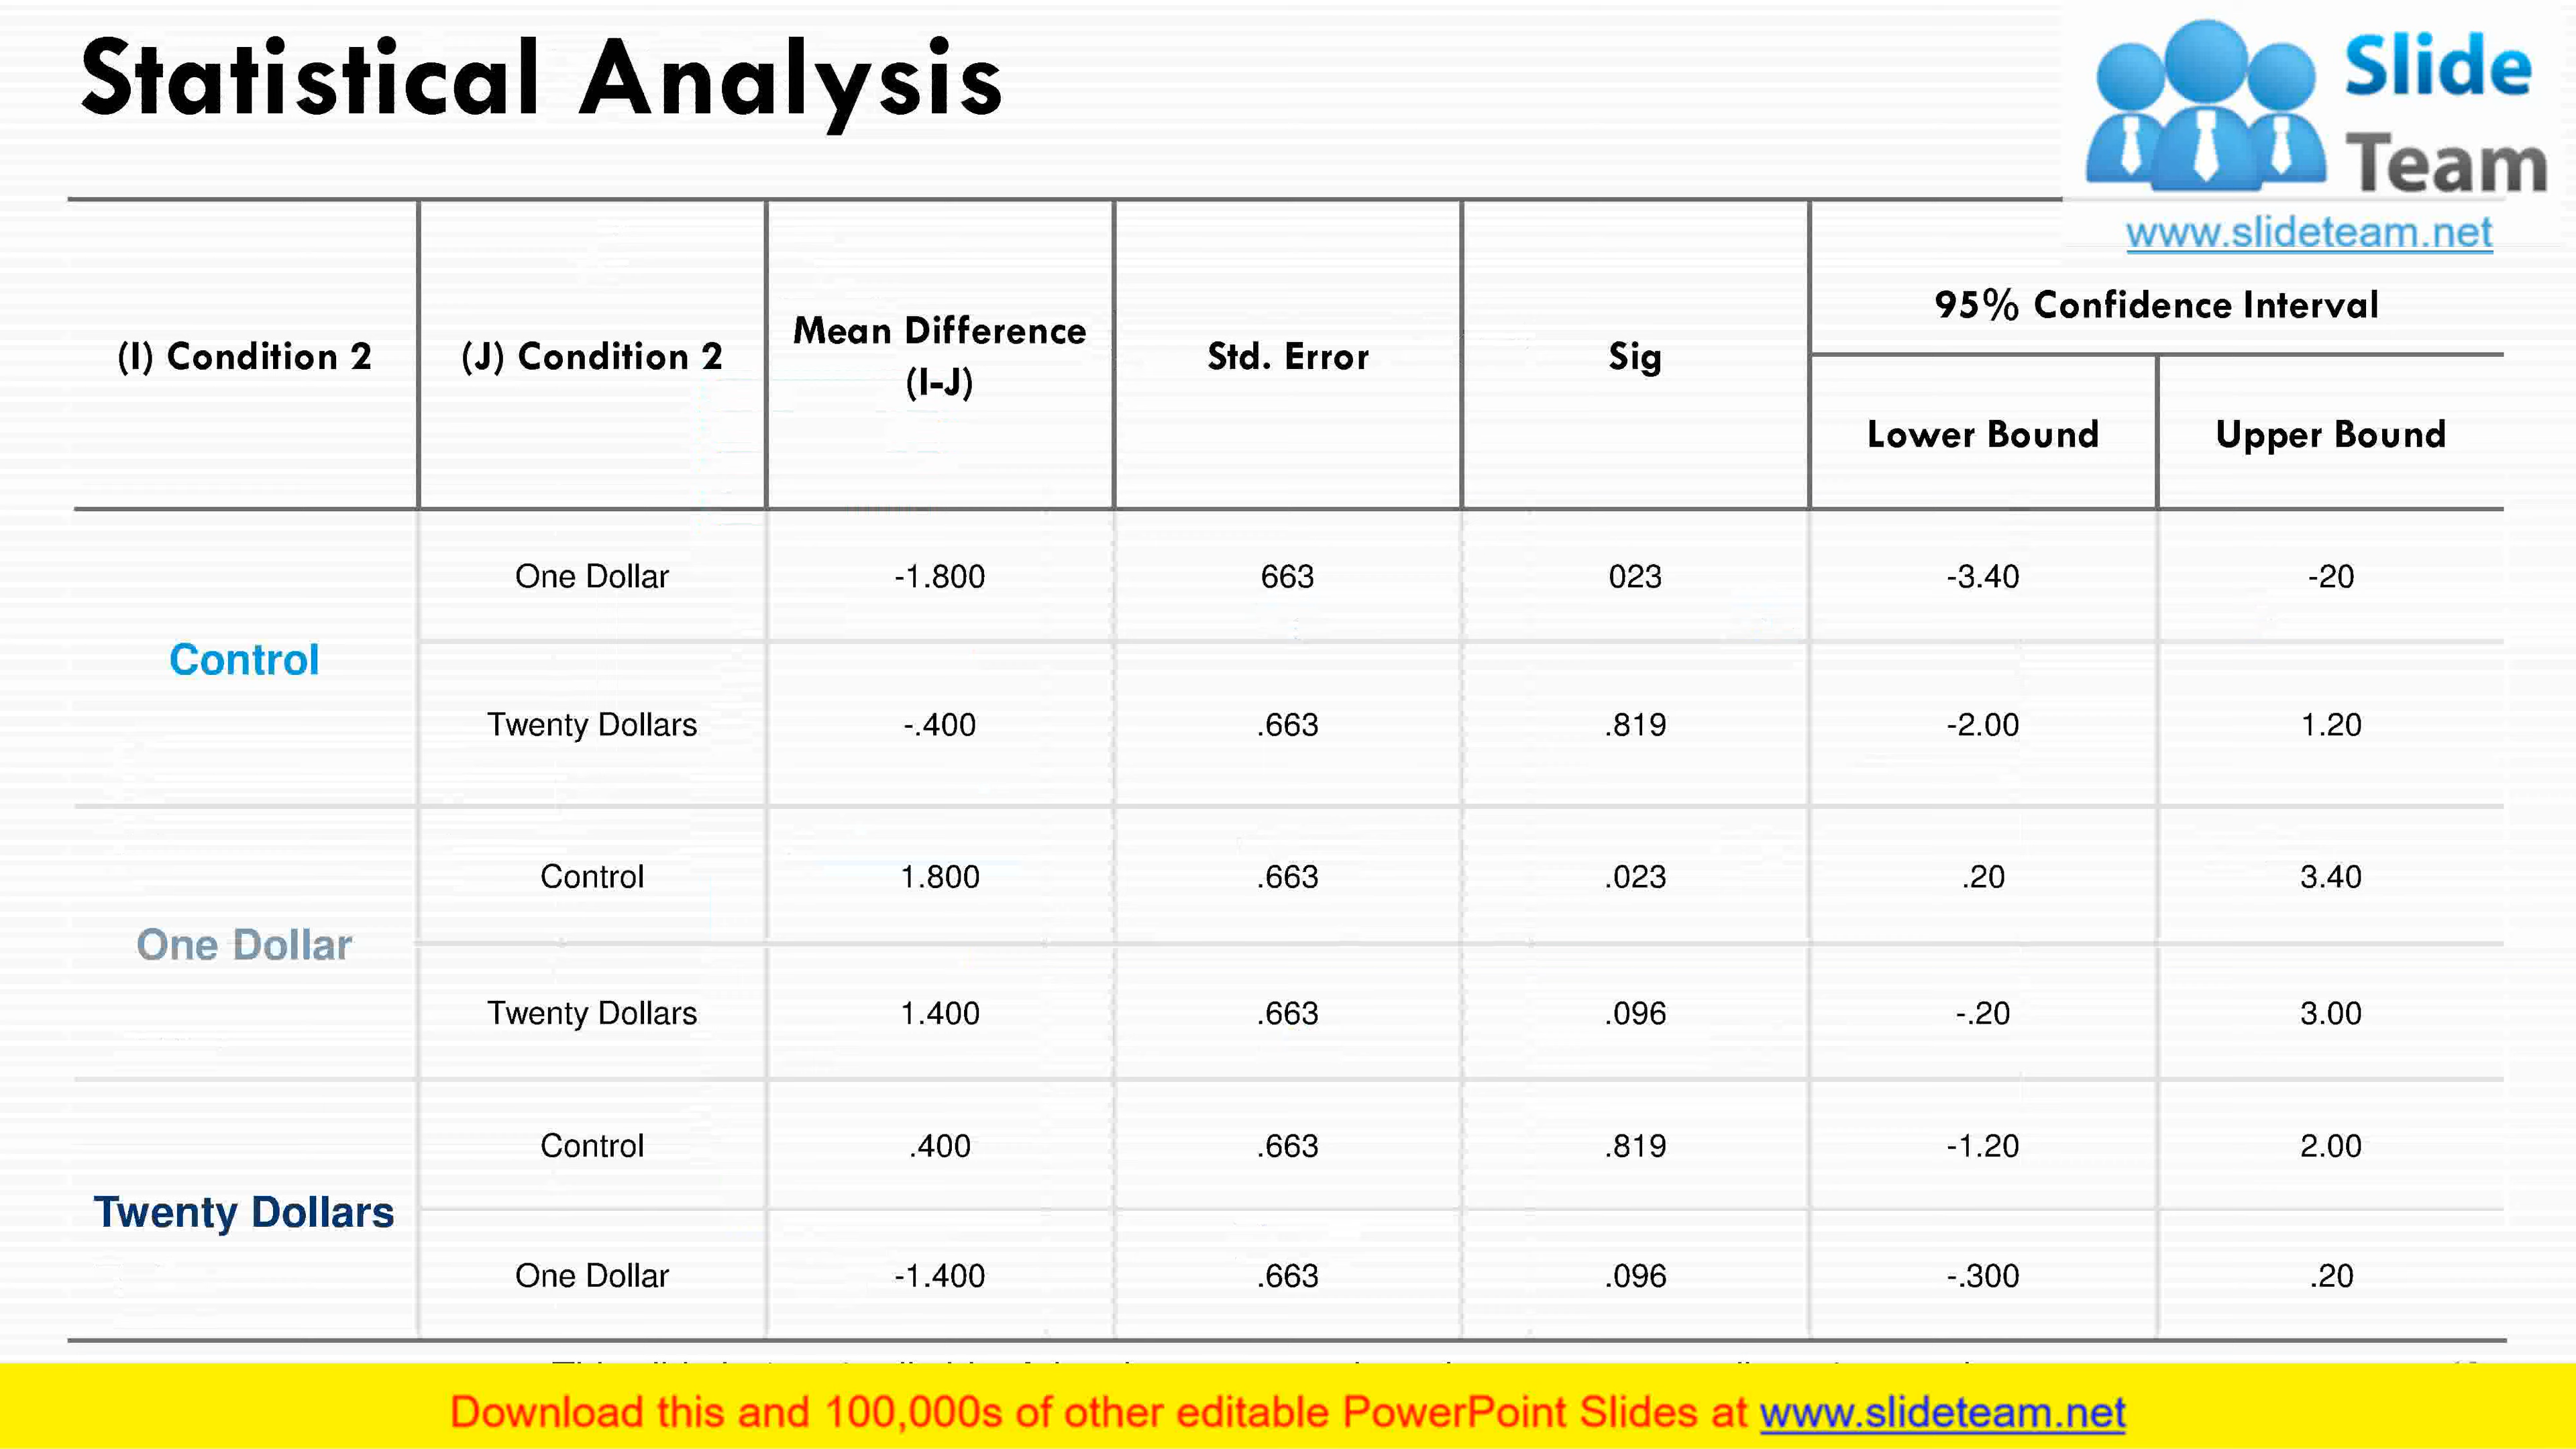 Statistical Analysis
Slide
Team
www.slideteam.net
(I) Condition 2
(J) Condition 2
Mean Difference
(I-J)
Std. Error
Sig
95% Confidence Interval
Lower Bound
Upper Bound
Control
One Dollar -1.800 663 023 -3.40 -20
Twenty Dollars -.400 .663 .819 -2.00 1.20
One Dollar
Control 1.800 .663 .023 .20 3.40
Twenty Dollars 1.400 .663 .096 -.20 3.00
Twenty Dollars
Control .400 .663 .819 -1.20 2.00
One Dollar -1.400 .663 .096 -.300 .20
Download this and 100,000s of other editable PowerPoint Slides at www.slideteam.net